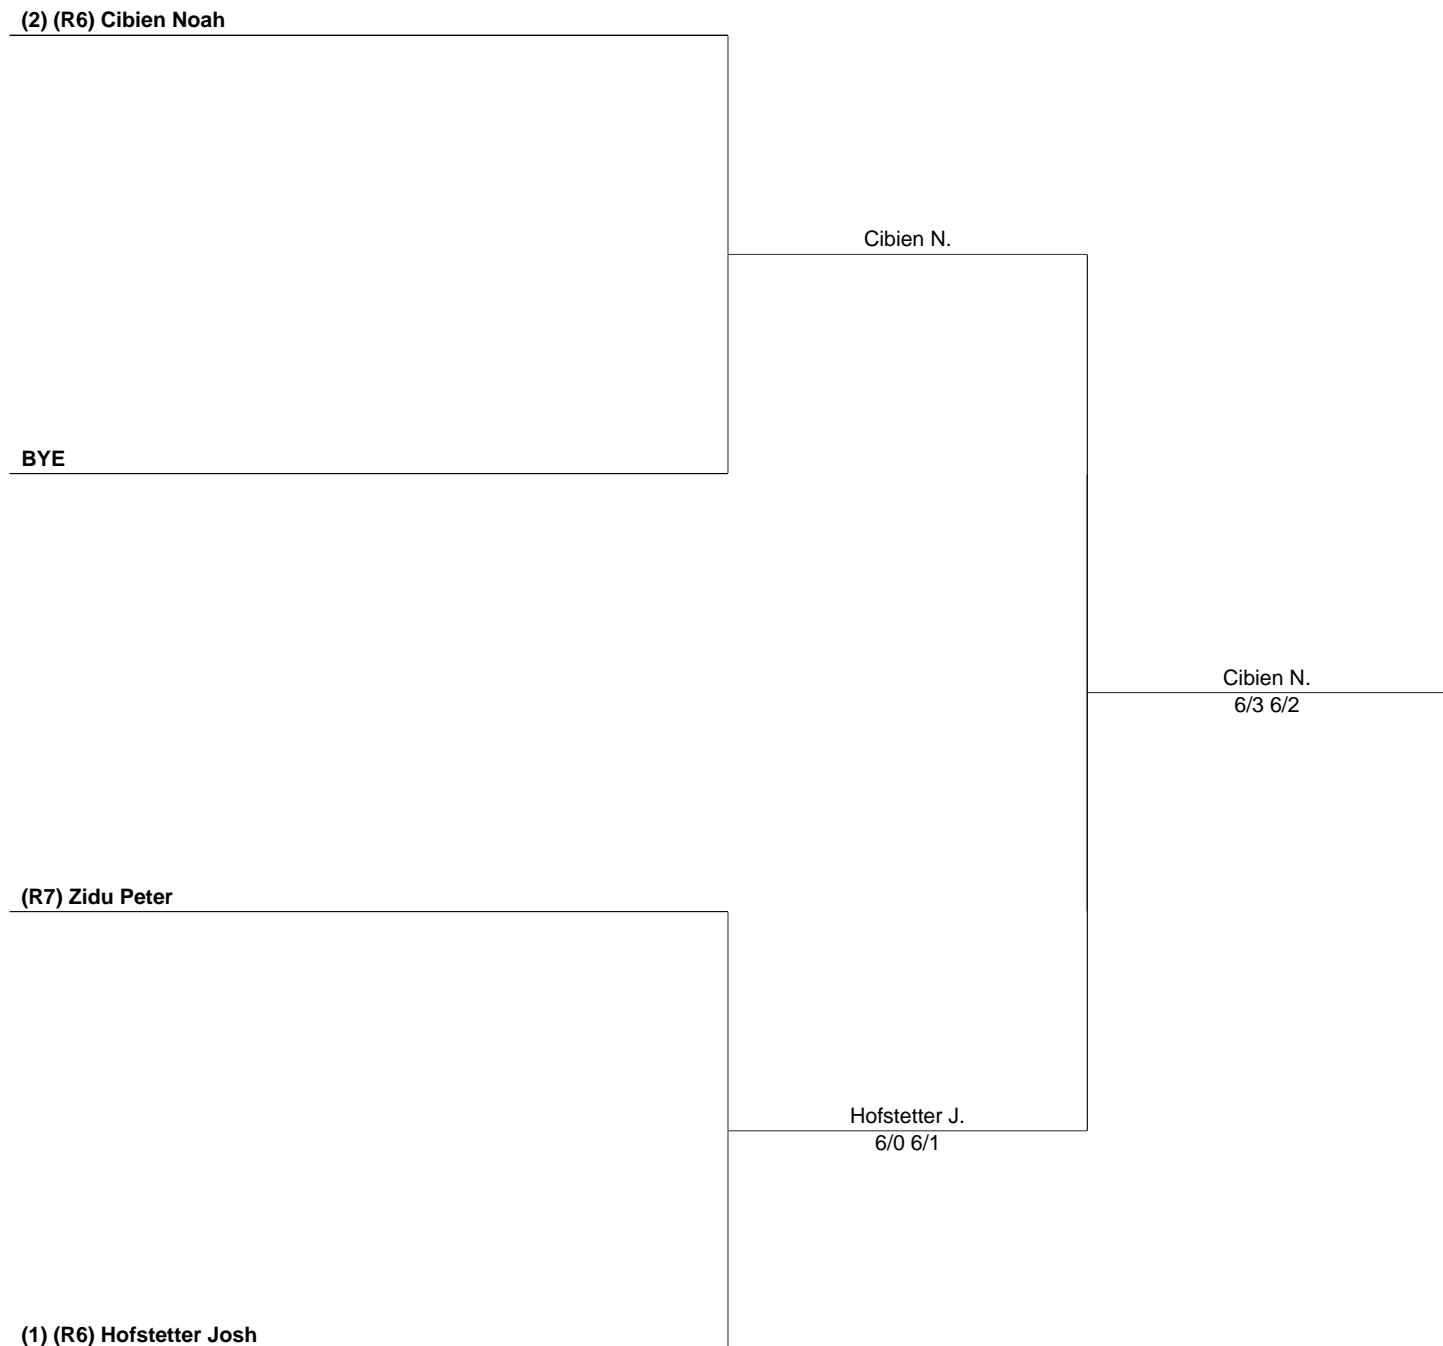 (2) (R6) Cibien Noah
Cibien N.
BYE
Cibien N.
6/3 6/2
(R7) Zidu Peter
Hofstetter J.
6/0 6/1
(1) (R6) Hofstetter Josh